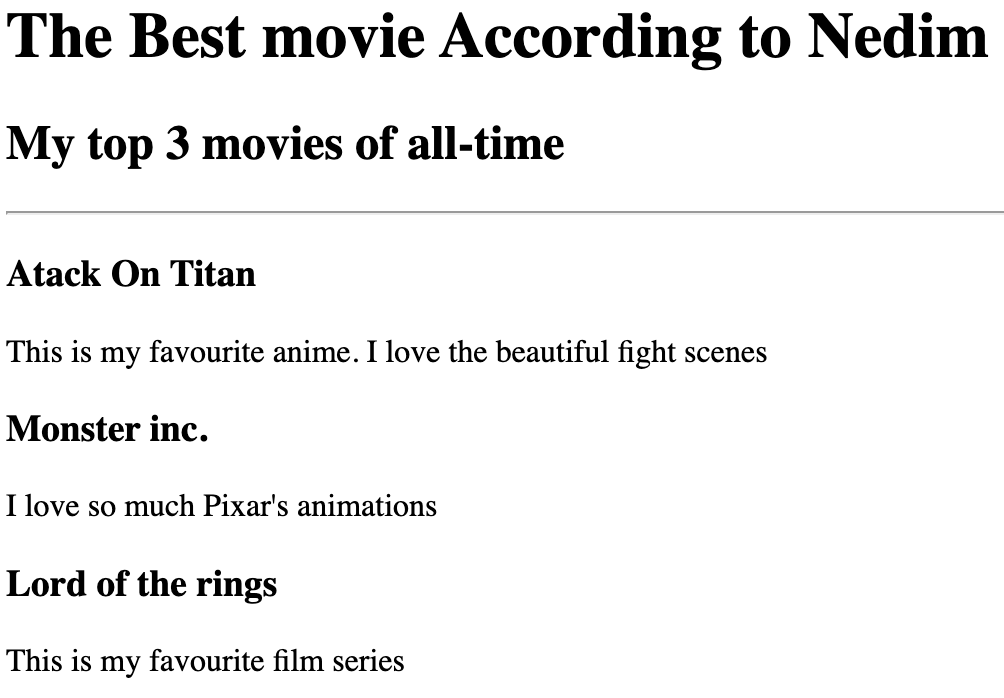 The Best movie According to Nedim
My top 3 movies of all-time
Atack On Titan
This is my favourite anime. I love the beautiful fight scenes
Monster inc.
I love so much Pixar's animations
Lord of the rings
This is my favourite film series